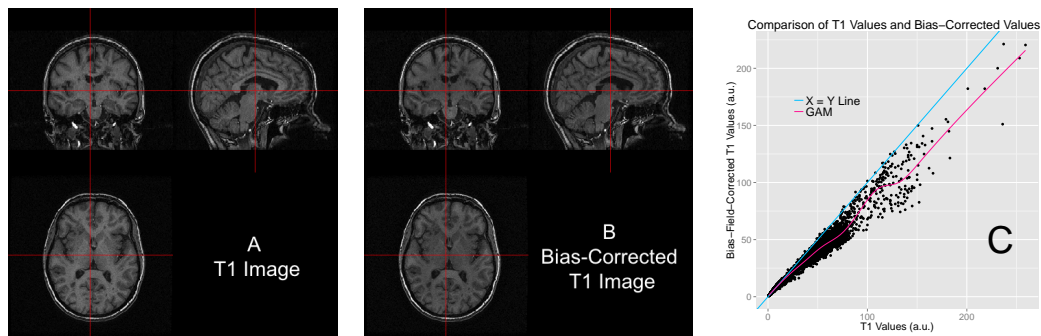 A
T1 Image
B
Bias-Corrected
T1 Image
Comparison of T1 Values and Bias−Corrected Values
Bias−Field−Corrected T1 Values (a.u.)
200
150
100
50
0
X = Y Line
GAM
C
0
100
200
T1 Values (a.u.)